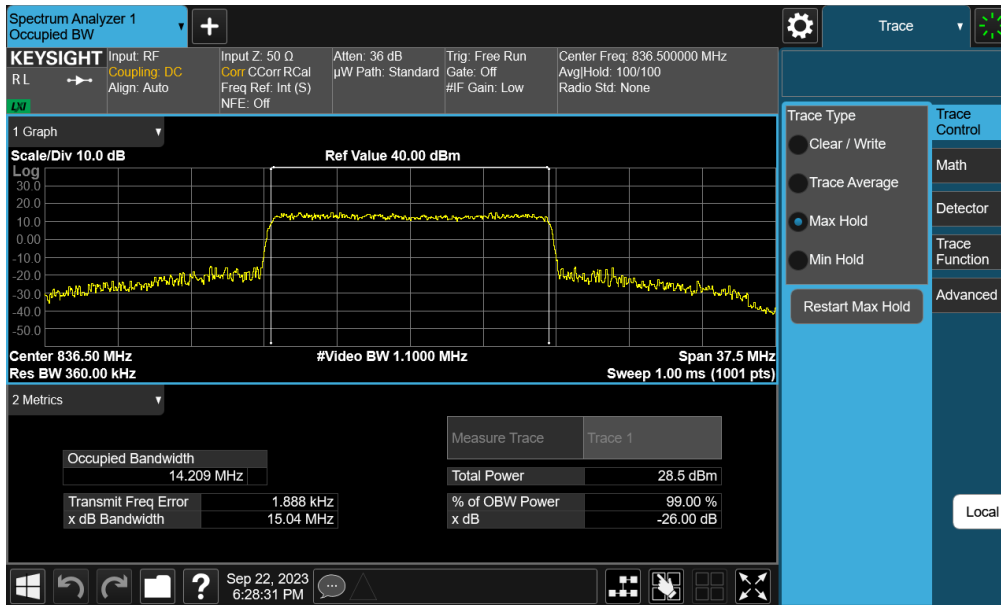 Spectrum Analyzer 1
Occupied BW
Trace
KEYSIGHT
R L
LXI
Input: RF
Coupling: DC
Align: Auto
Input Z: 50 Ω
Corr CCorr RCal
Freq Ref: Int (S)
NFE: Off
Atten: 36 dB
µW Path: Standard
Trig: Free Run
Gate: Off
#IF Gain: Low
Center Freq: 836.500000 MHz
Avg|Hold: 100/100
Radio Std: None
1 Graph
Scale/Div 10.0 dB
Ref Value 40.00 dBm
Log
30.0
20.0
10.0
0.00
-10.0
-20.0
-30.0
-40.0
-50.0
Center 836.50 MHz
#Video BW 1.1000 MHz
Span 37.5 MHz
Res BW 360.00 kHz
Sweep 1.00 ms (1001 pts)
2 Metrics
Measure Trace
Trace 1
Occupied Bandwidth
14.209 MHz
Total Power
28.5 dBm
Transmit Freq Error
1.888 kHz
% of OBW Power
99.00 %
x dB Bandwidth
15.04 MHz
x dB
-26.00 dB
Trace Type
Clear / Write
Trace Average
Max Hold
Min Hold
Restart Max Hold
Trace
Control
Math
Detector
Trace
Function
Advanced
Local
?
Sep 22, 2023
6:28:31 PM